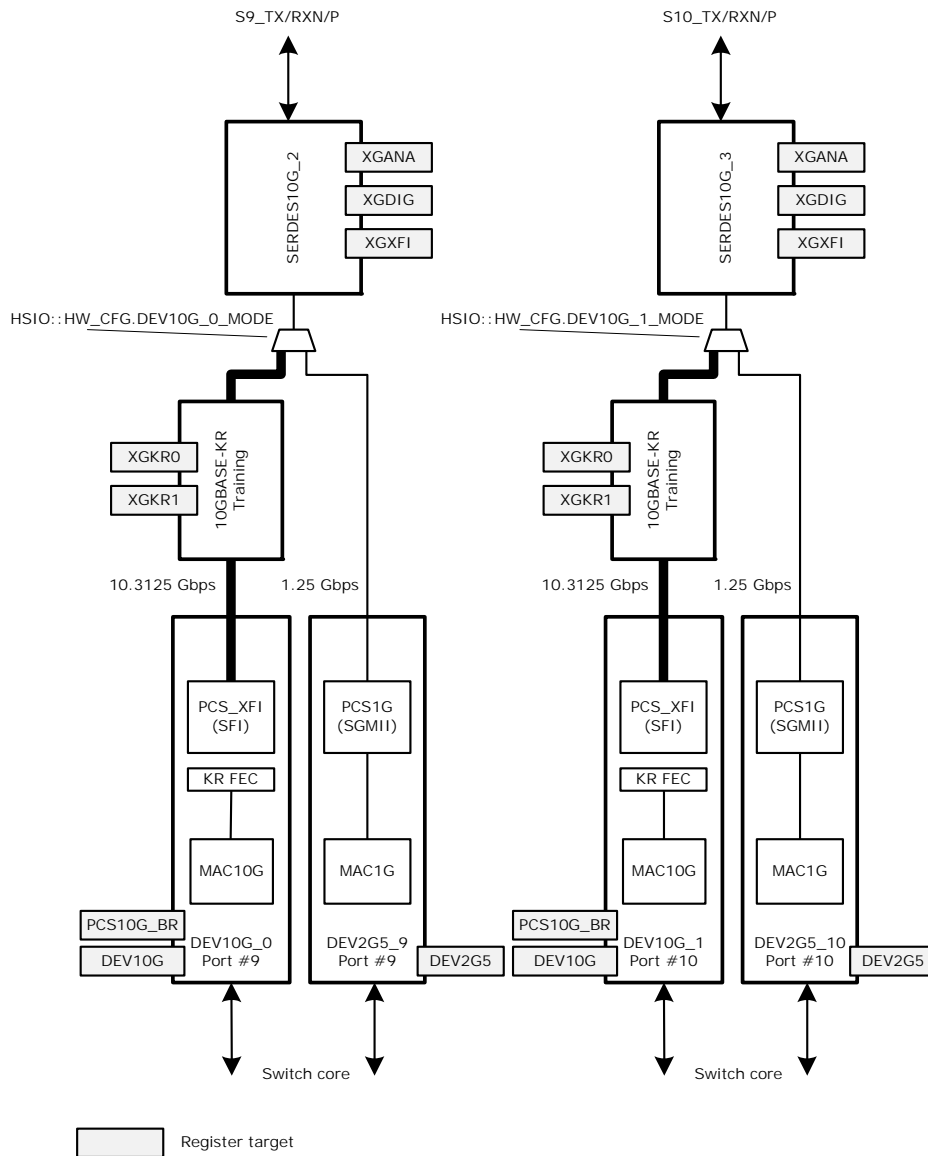 S9_TX/RXN/P
S10_TX/RXN/P
SERDES10G_2
XGANA
XGDIG
XGXFI
SERDES10G_3
XGANA
XGDIG
XGXFI
HSIO::HW_CFG.DEV10G_0_MODE
HSIO::HW_CFG.DEV10G_1_MODE
10GBASE-KR
Training
XGKR0
XGKR1
10GBASE-KR
Training
XGKR0
XGKR1
10.3125 Gbps
1.25 Gbps
10.3125 Gbps
1.25 Gbps
PCS_XFI
(SFI)
PCS1G
(SGMII)
PCS_XFI
(SFI)
PCS1G
(SGMII)
KR FEC
KR FEC
MAC10G
MAC1G
MAC10G
MAC1G
PCS10G_BR
DEV10G
DEV10G_0
Port #9
DEV2G5_9
Port #9
DEV2G5
PCS10G_BR
DEV10G
DEV10G_1
Port #10
DEV2G5_10
Port #10
DEV2G5
Switch core
Switch core
Register target